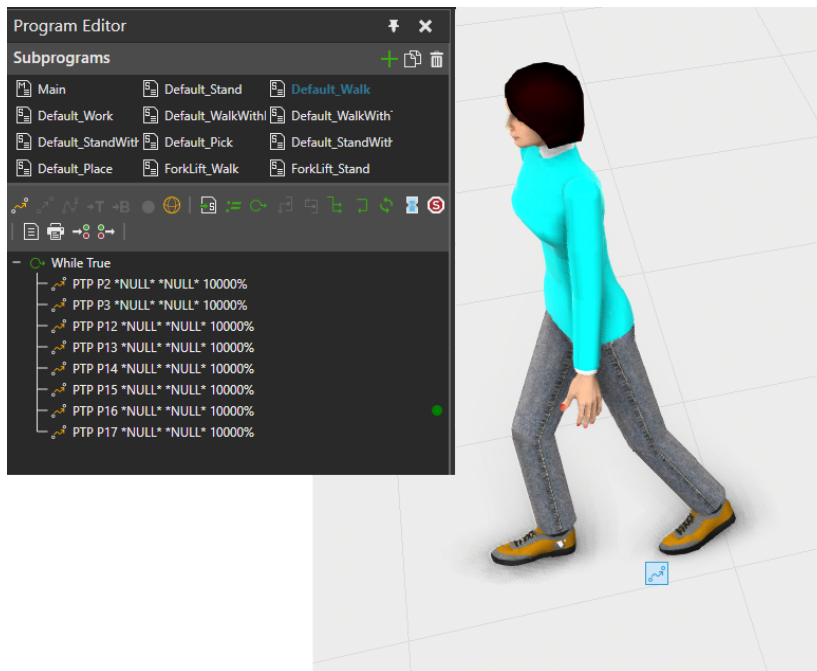 Program Editor
Subprograms
Main Default_Stand Default_Walk
Default_Work Default_WalkWithI Default_WalkWith
Default_StandWith Default_Pick Default_StandWith
Default_Place ForkLift_Walk ForkLift_Stand
While True
PTP P2 *NULL* *NULL* 10000%
PTP P3 *NULL* *NULL* 10000%
PTP P12 *NULL* *NULL* 10000%
PTP P13 *NULL* *NULL* 10000%
PTP P14 *NULL* *NULL* 10000%
PTP P15 *NULL* *NULL* 10000%
PTP P16 *NULL* *NULL* 10000%
PTP P17 *NULL* *NULL* 10000%